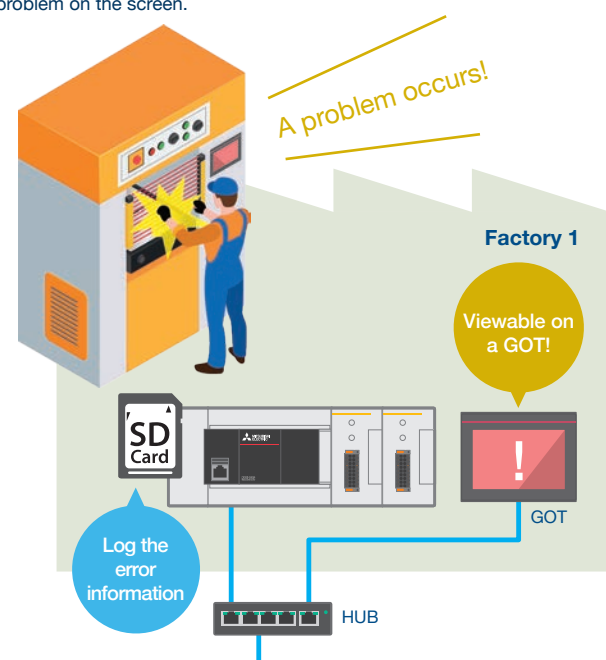 problem on the screen.
A problem occurs!
Factory 1
Viewable on
a GOT!
SD
Card
!
GOT
Log the
error
information
HUB